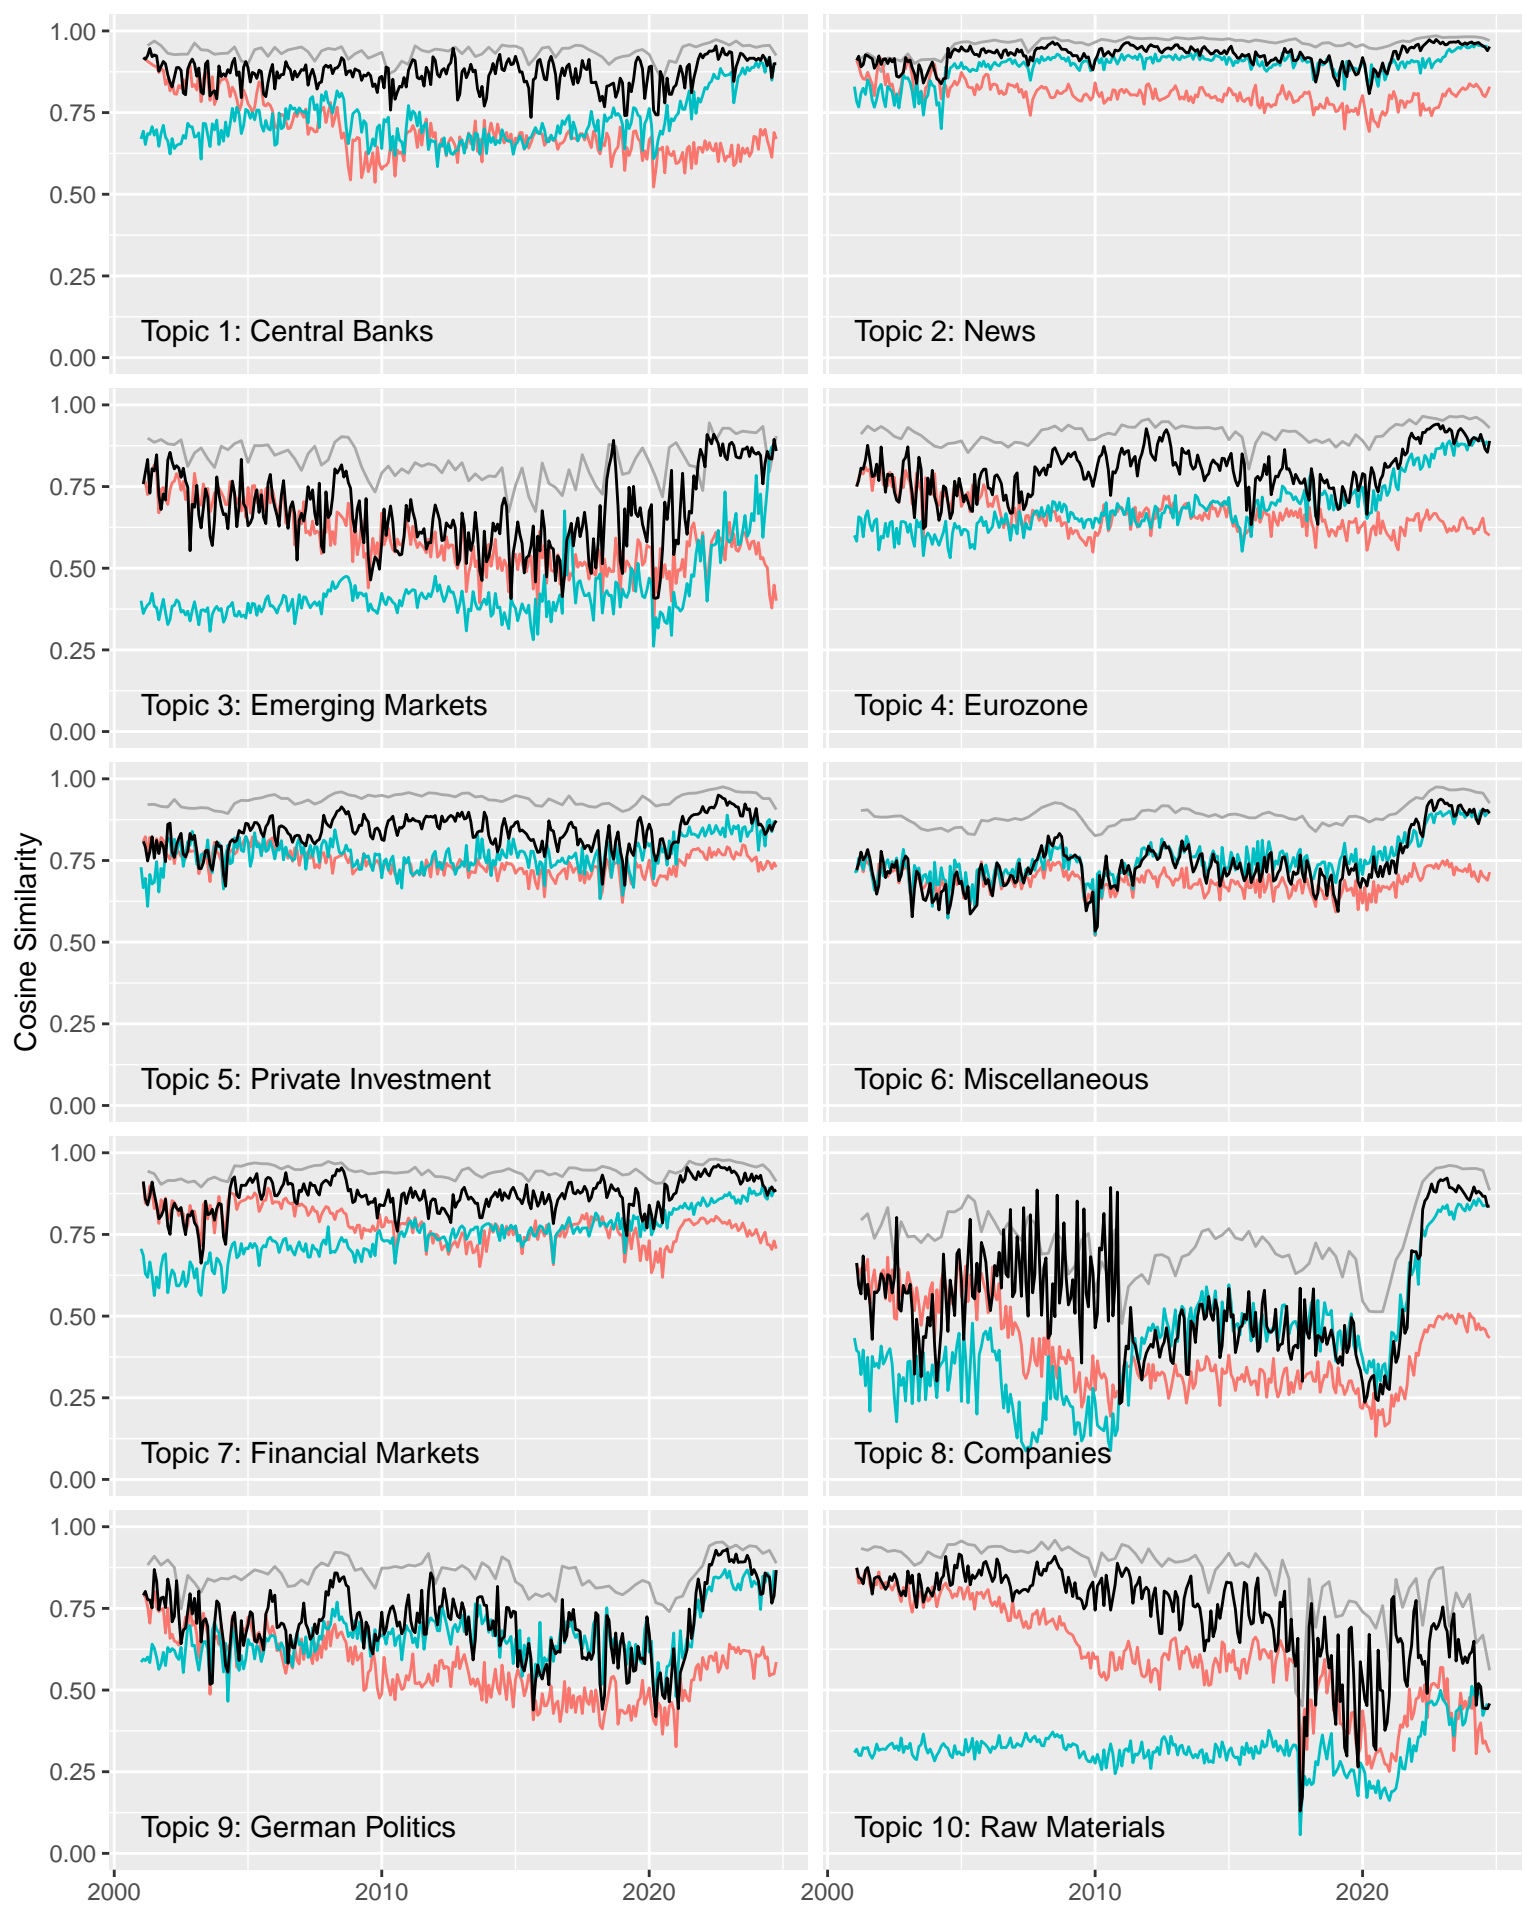 1.00
0.75
0.50
0.25
0.00
Topic 1: Central Banks
Topic 2: News
1.00
0.75
0.50
0.25
0.00
Topic 3: Emerging Markets
Topic 4: Eurozone
1.00
0.75
0.50
0.25
0.00
Topic 5: Private Investment
Topic 6: Miscellaneous
Cosine Similarity
1.00
0.75
0.50
0.25
0.00
Topic 7: Financial Markets
Topic 8: Companies
1.00
0.75
0.50
0.25
0.00
Topic 9: German Politics
Topic 10: Raw Materials
2000 2010 2020 2000 2010 2020